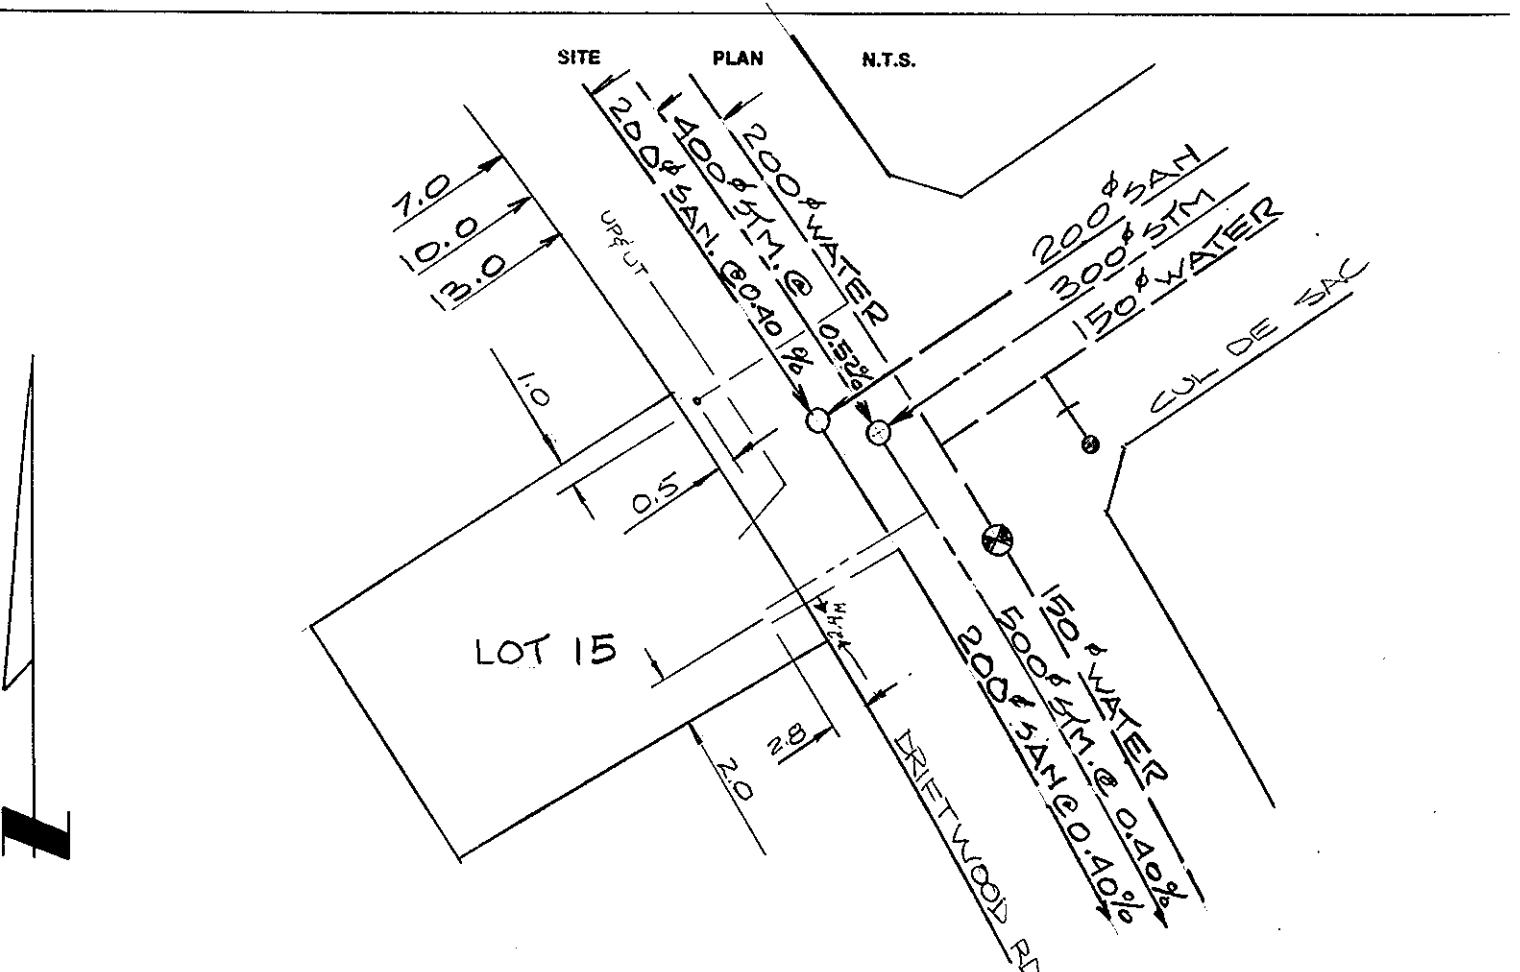 SITE PLAN N.T.S.
200ø SAN. @ 0.40 %
400ø STM. @ 0.52%
200ø WATER
200ø SAN
300ø STM
150ø WATER
CUL DE SAC
7.0
10.0
13.0
UP& UT
1.0
0.5
LOT 15
2.4M
2.8
2.0
DRIFTWOOD RD
150ø WATER
500ø STM. @ 0.40%
200ø SAN @ 0.40%